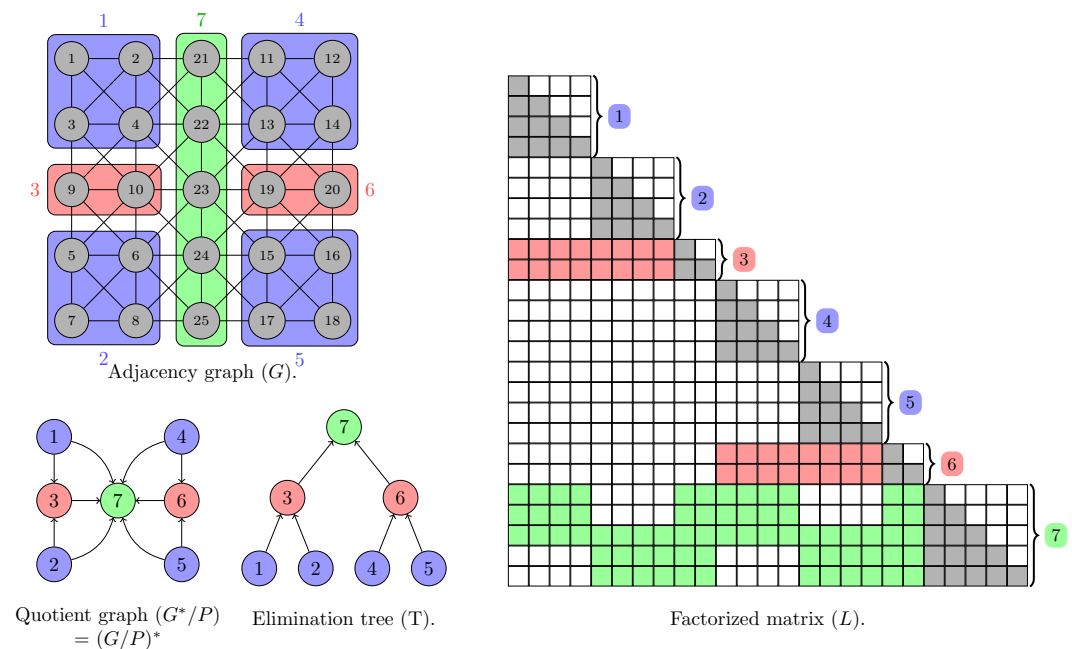 1 7 4
1 2 21 11 12
3 4 22 13 14
3 9 10 23 19 20 6
5 6 24 15 16
7 8 25 17 18
2 5
Adjacency graph (G).
1 4
3 7 6
2 5
Quotient graph (G*/P)
= (G/P)*
7
3 6
1 2 4 5
Elimination tree (T).
1
2
3
4
5
6
7
Factorized matrix (L).